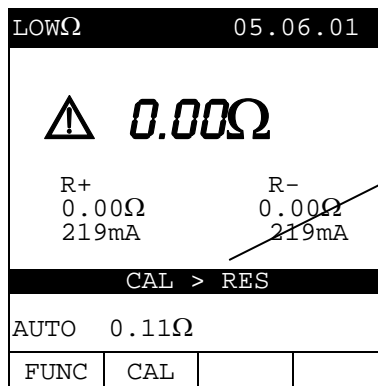 LOWΩ 05.06.01
0.00Ω
R+ R-
0.00Ω 0.00Ω
219mA 219mA
CAL > RES
AUTO 0.11Ω
FUNC CAL